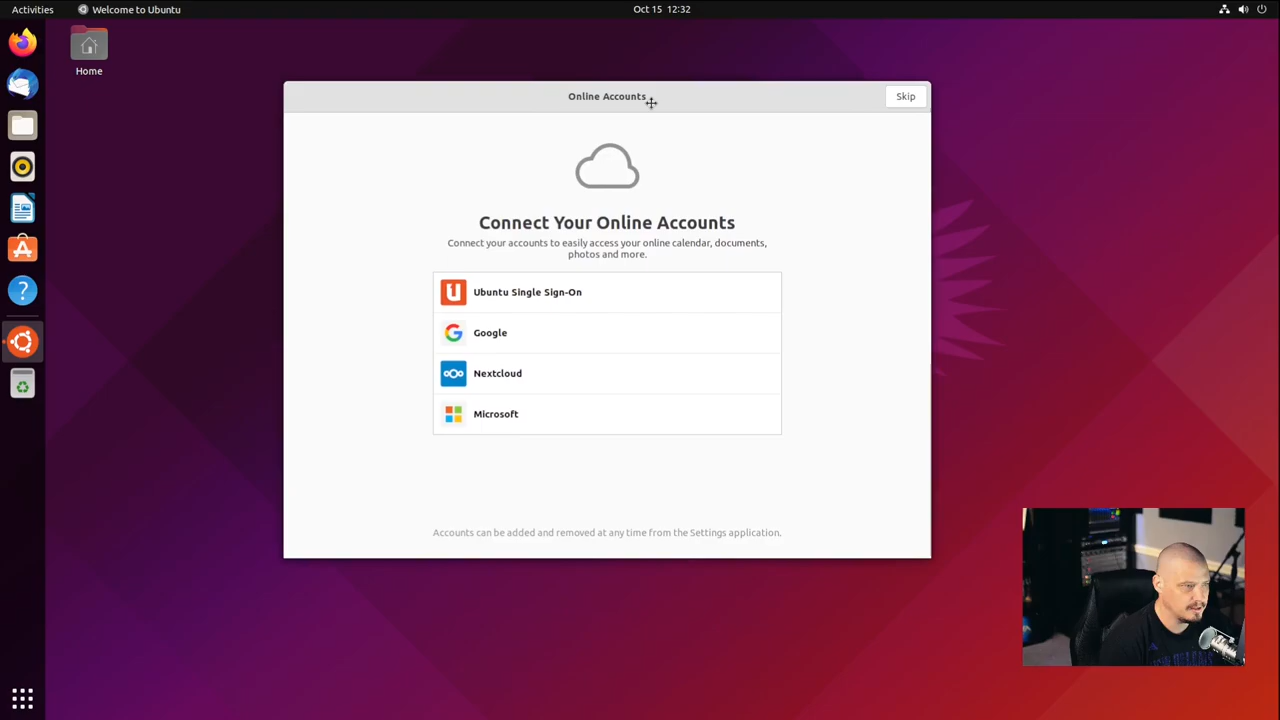 Activities
Welcome to Ubuntu
Oct 15 12:32
Home
Online Accounts
Skip
Connect Your Online Accounts
Connect your accounts to easily access your online calendar, documents,
photos and more.
Ubuntu Single Sign-On
Google
Nextcloud
Microsoft
Accounts can be added and removed at any time from the Settings application.